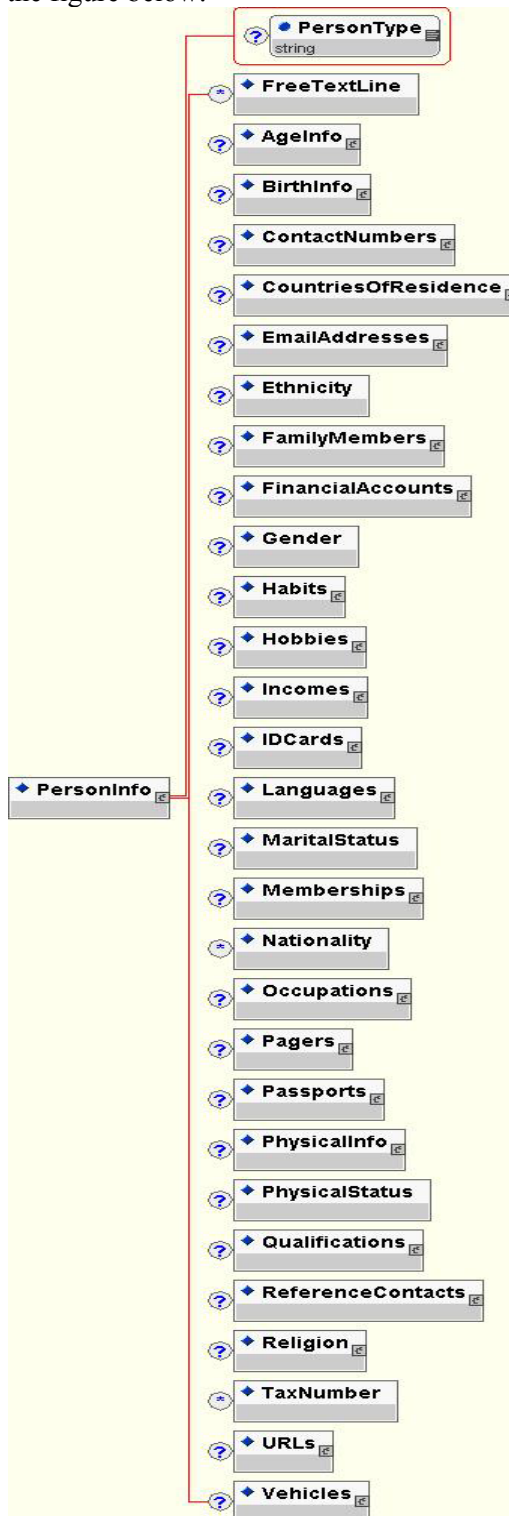 the figure below.
? PersonType
string
* FreeTextLine
? AgeInfo
? BirthInfo
? ContactNumbers
? CountriesOfResidence
? EmailAddresses
? Ethnicity
? FamilyMembers
? FinancialAccounts
? Gender
? Habits
? Hobbies
? Incomes
? IDCards
PersonInfo
? Languages
? MaritalStatus
? Memberships
* Nationality
? Occupations
? Pagers
? Passports
? PhysicalInfo
? PhysicalStatus
? Qualifications
? ReferenceContacts
? Religion
* TaxNumber
? URLs
? Vehicles